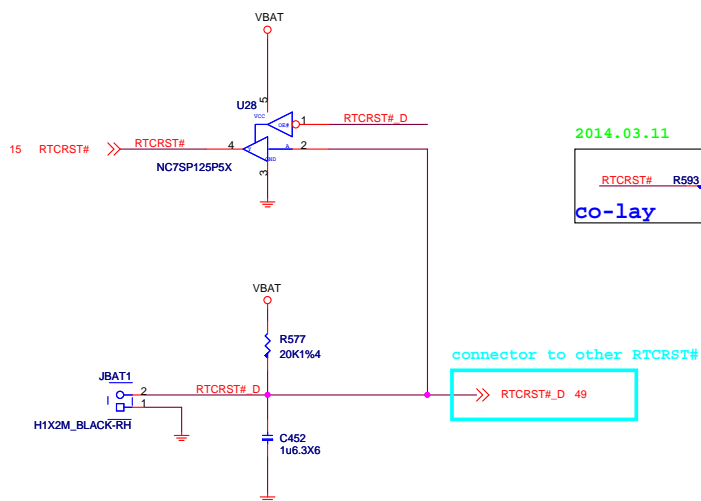 VBAT
U28
5
VCC
OE#
1
RTCRST#_D
2014.03.11
15 RTCRST#
RTCRST#
4
A
2
GND
NC7SP125P5X
3
RTCRST# R593
co-lay
VBAT
R577
20K1%4
connector to other RTCRST#
JBAT1
2
RTCRST#_D
RTCRST#_D 49
1
H1X2M_BLACK-RH
C452
1u6.3X6